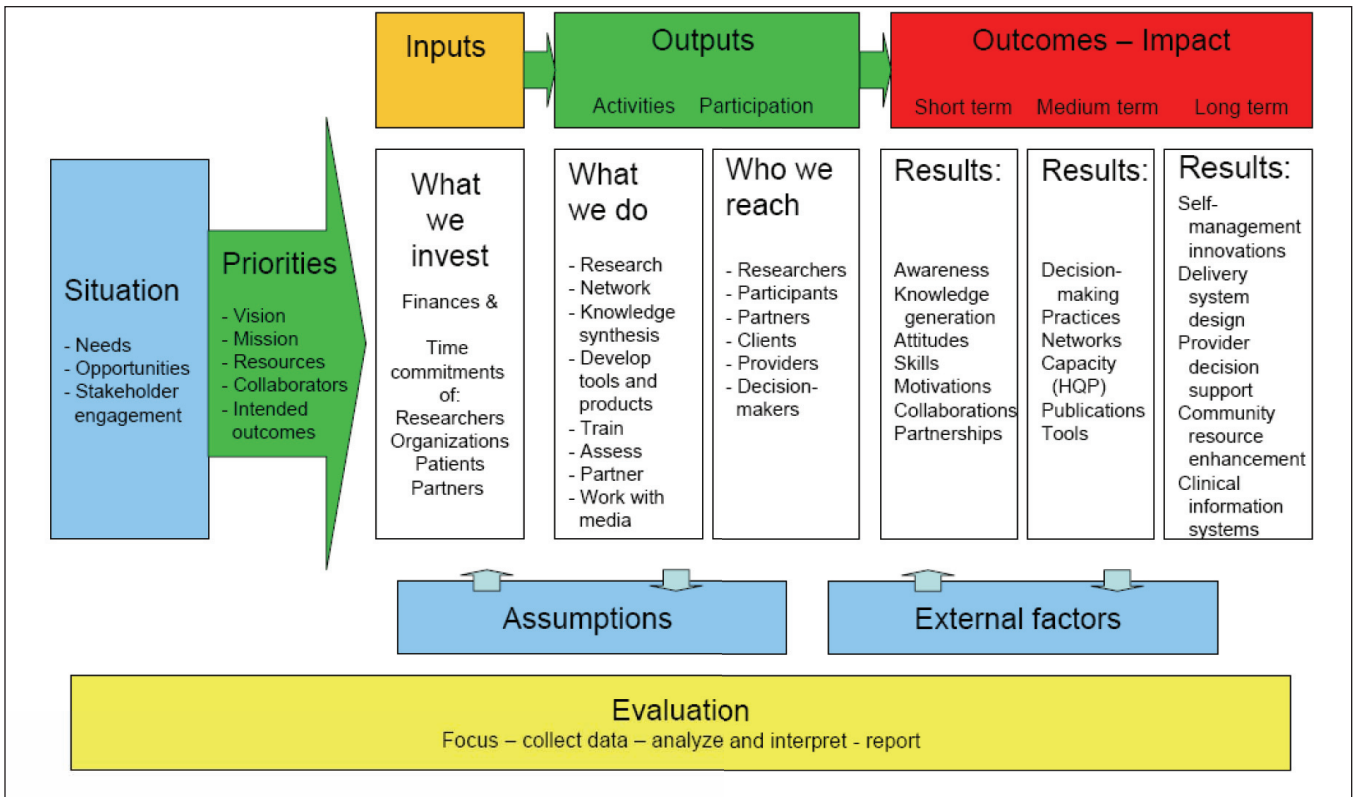 Inputs
Outputs
Activities Participation
Outcomes – Impact
Short term Medium term Long term
Situation
- Needs
- Opportunities
- Stakeholder
engagement
Priorities
- Vision
- Mission
- Resources
- Collaborators
- Intended
outcomes
What
we
invest
Finances &
Time
commitments
of:
Researchers
Organizations
Patients
Partners
What
we do
- Research
- Network
- Knowledge
synthesis
- Develop
tools and
products
- Train
- Assess
- Partner
- Work with
media
Who we
reach
- Researchers
- Participants
- Partners
- Clients
- Providers
- Decision-
makers
Results:
Awareness
Knowledge
generation
Attitudes
Skills
Motivations
Collaborations
Partnerships
Results:
Decision-
making
Practices
Networks
Capacity
(HQP)
Publications
Tools
Results:
Self-
management
innovations
Delivery
system
design
Provider
decision
support
Community
resource
enhancement
Clinical
information
systems
Assumptions
External factors
Evaluation
Focus – collect data – analyze and interpret - report